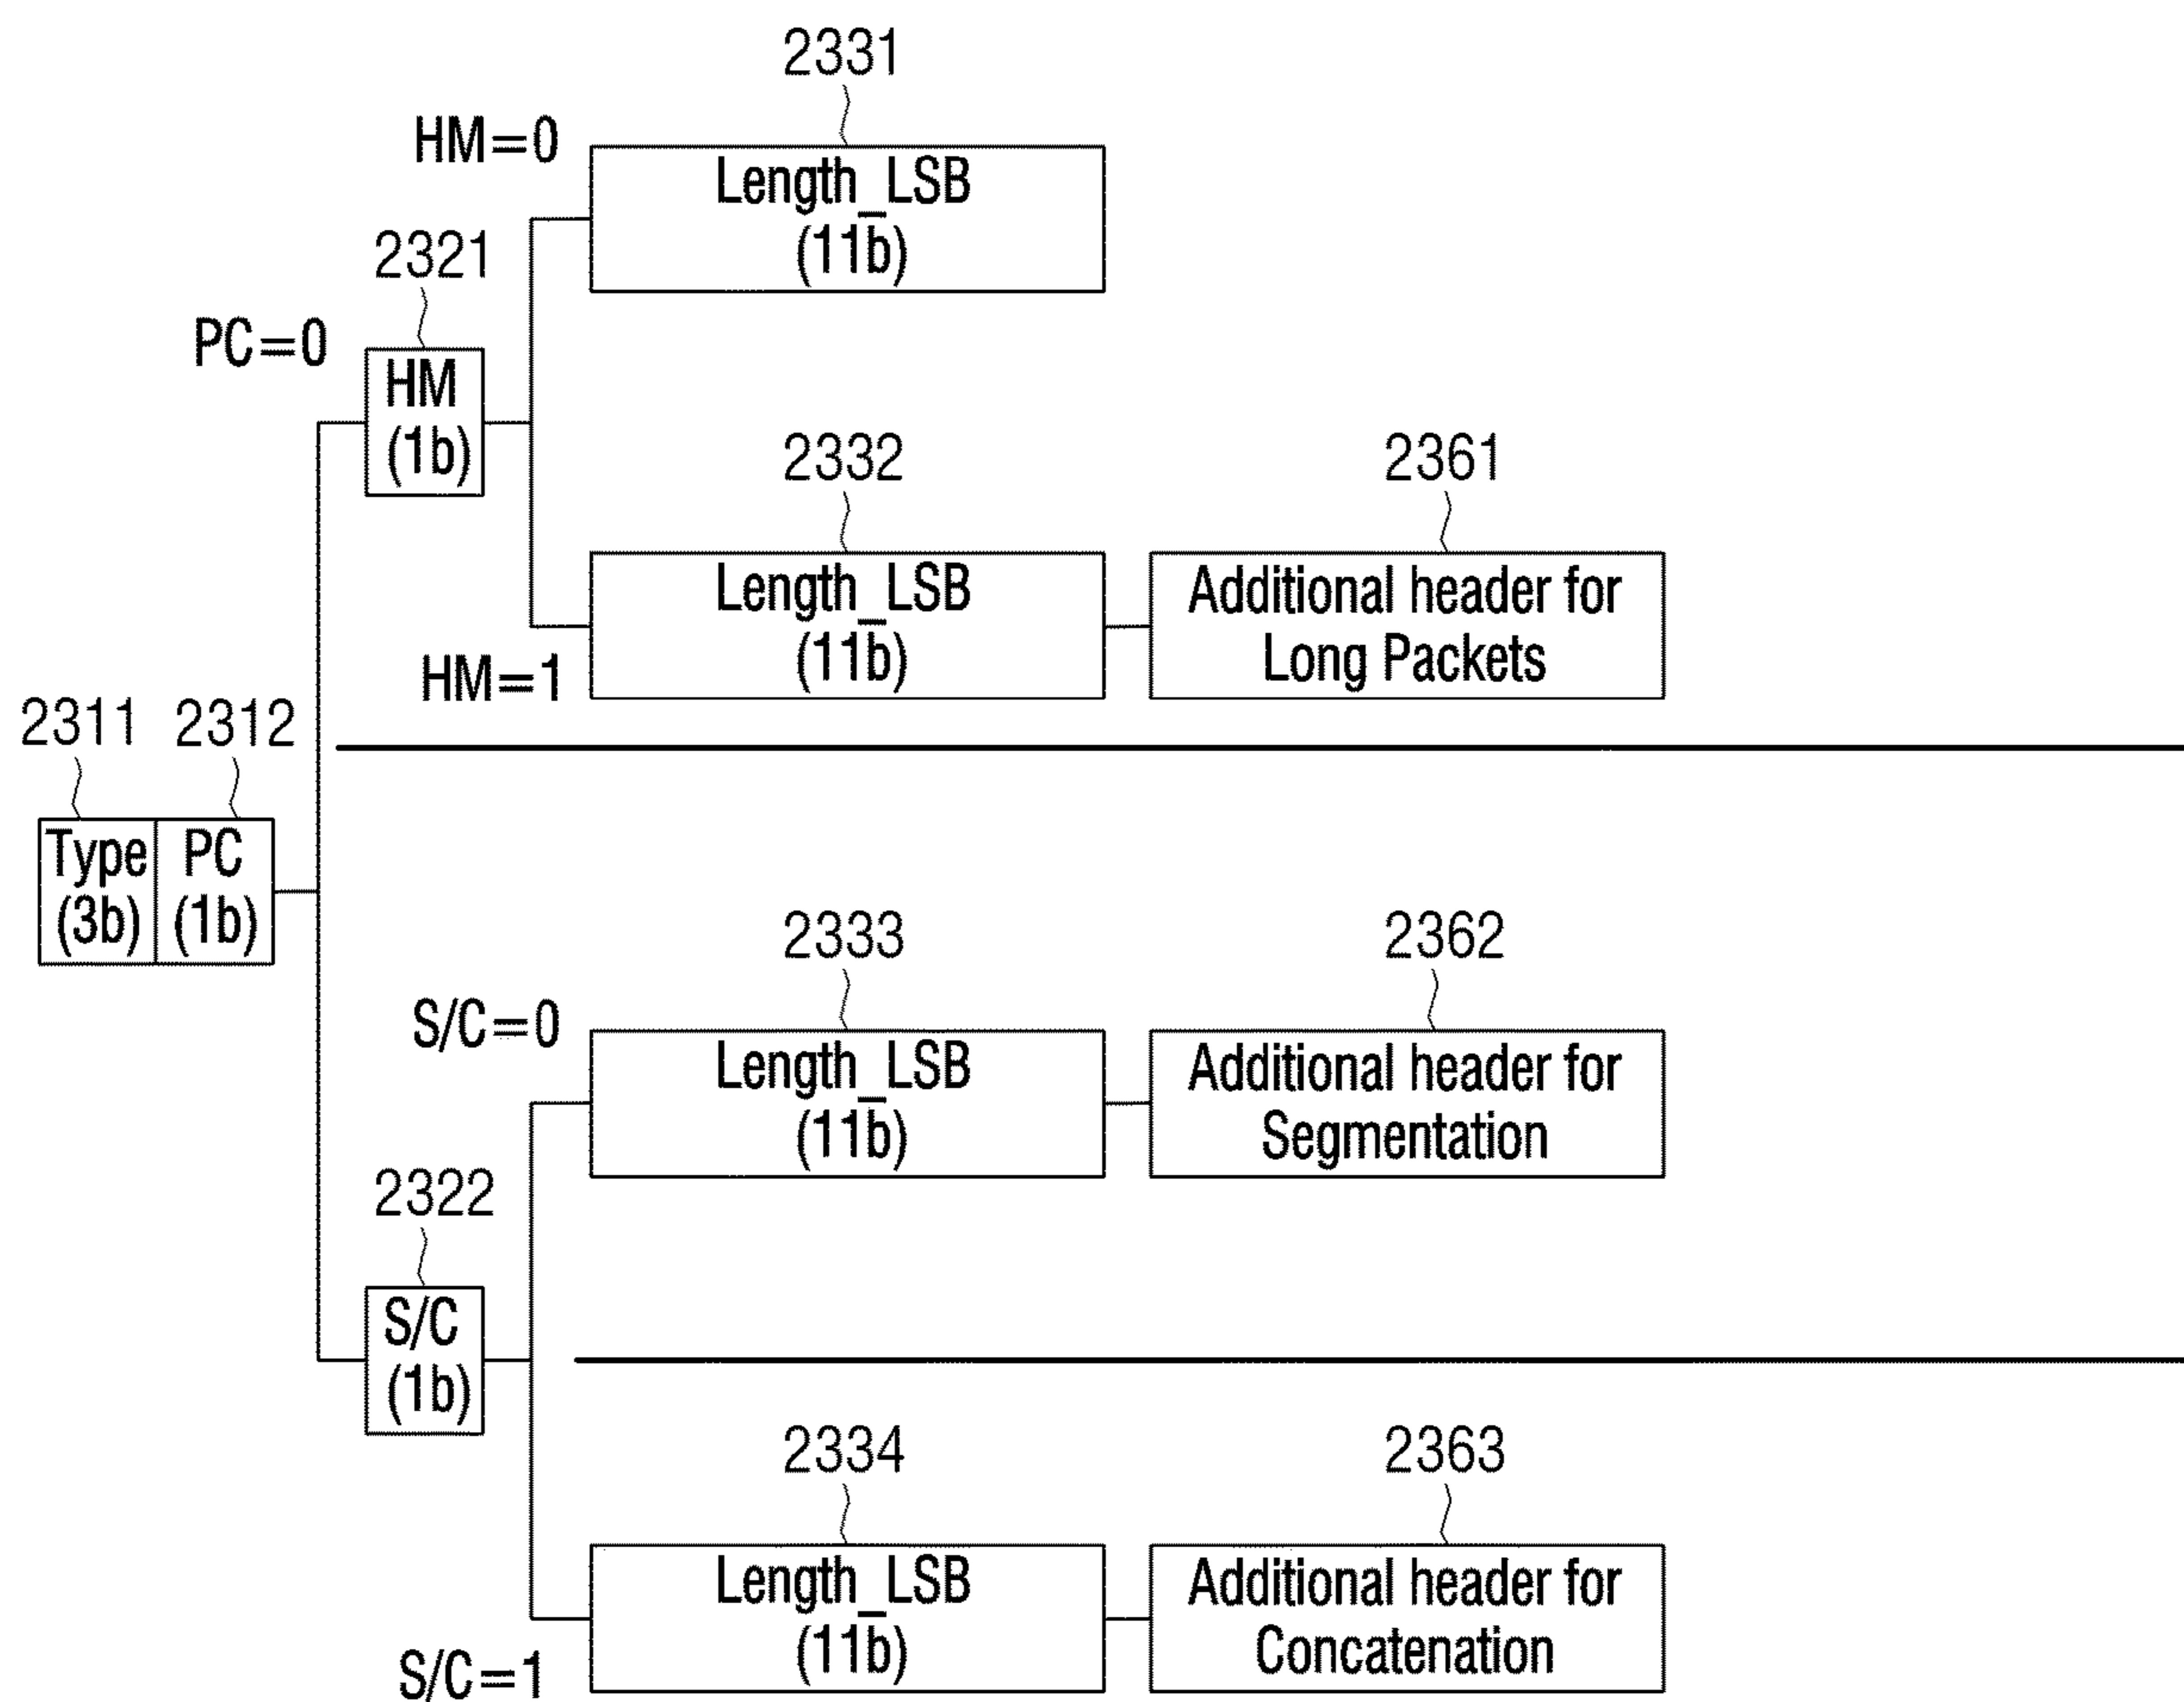 2331
HM=0
Length_LSB
(11b)
2321
PC=0
HM
(1b)
2332
2361
Length_LSB
(11b)
Additional header for
Long Packets
HM=1
2311
2312
Type
(3b)
PC
(1b)
2333
2362
S/C=0
Length_LSB
(11b)
Additional header for
Segmentation
2322
S/C
(1b)
2334
2363
Length_LSB
(11b)
Additional header for
Concatenation
S/C=1